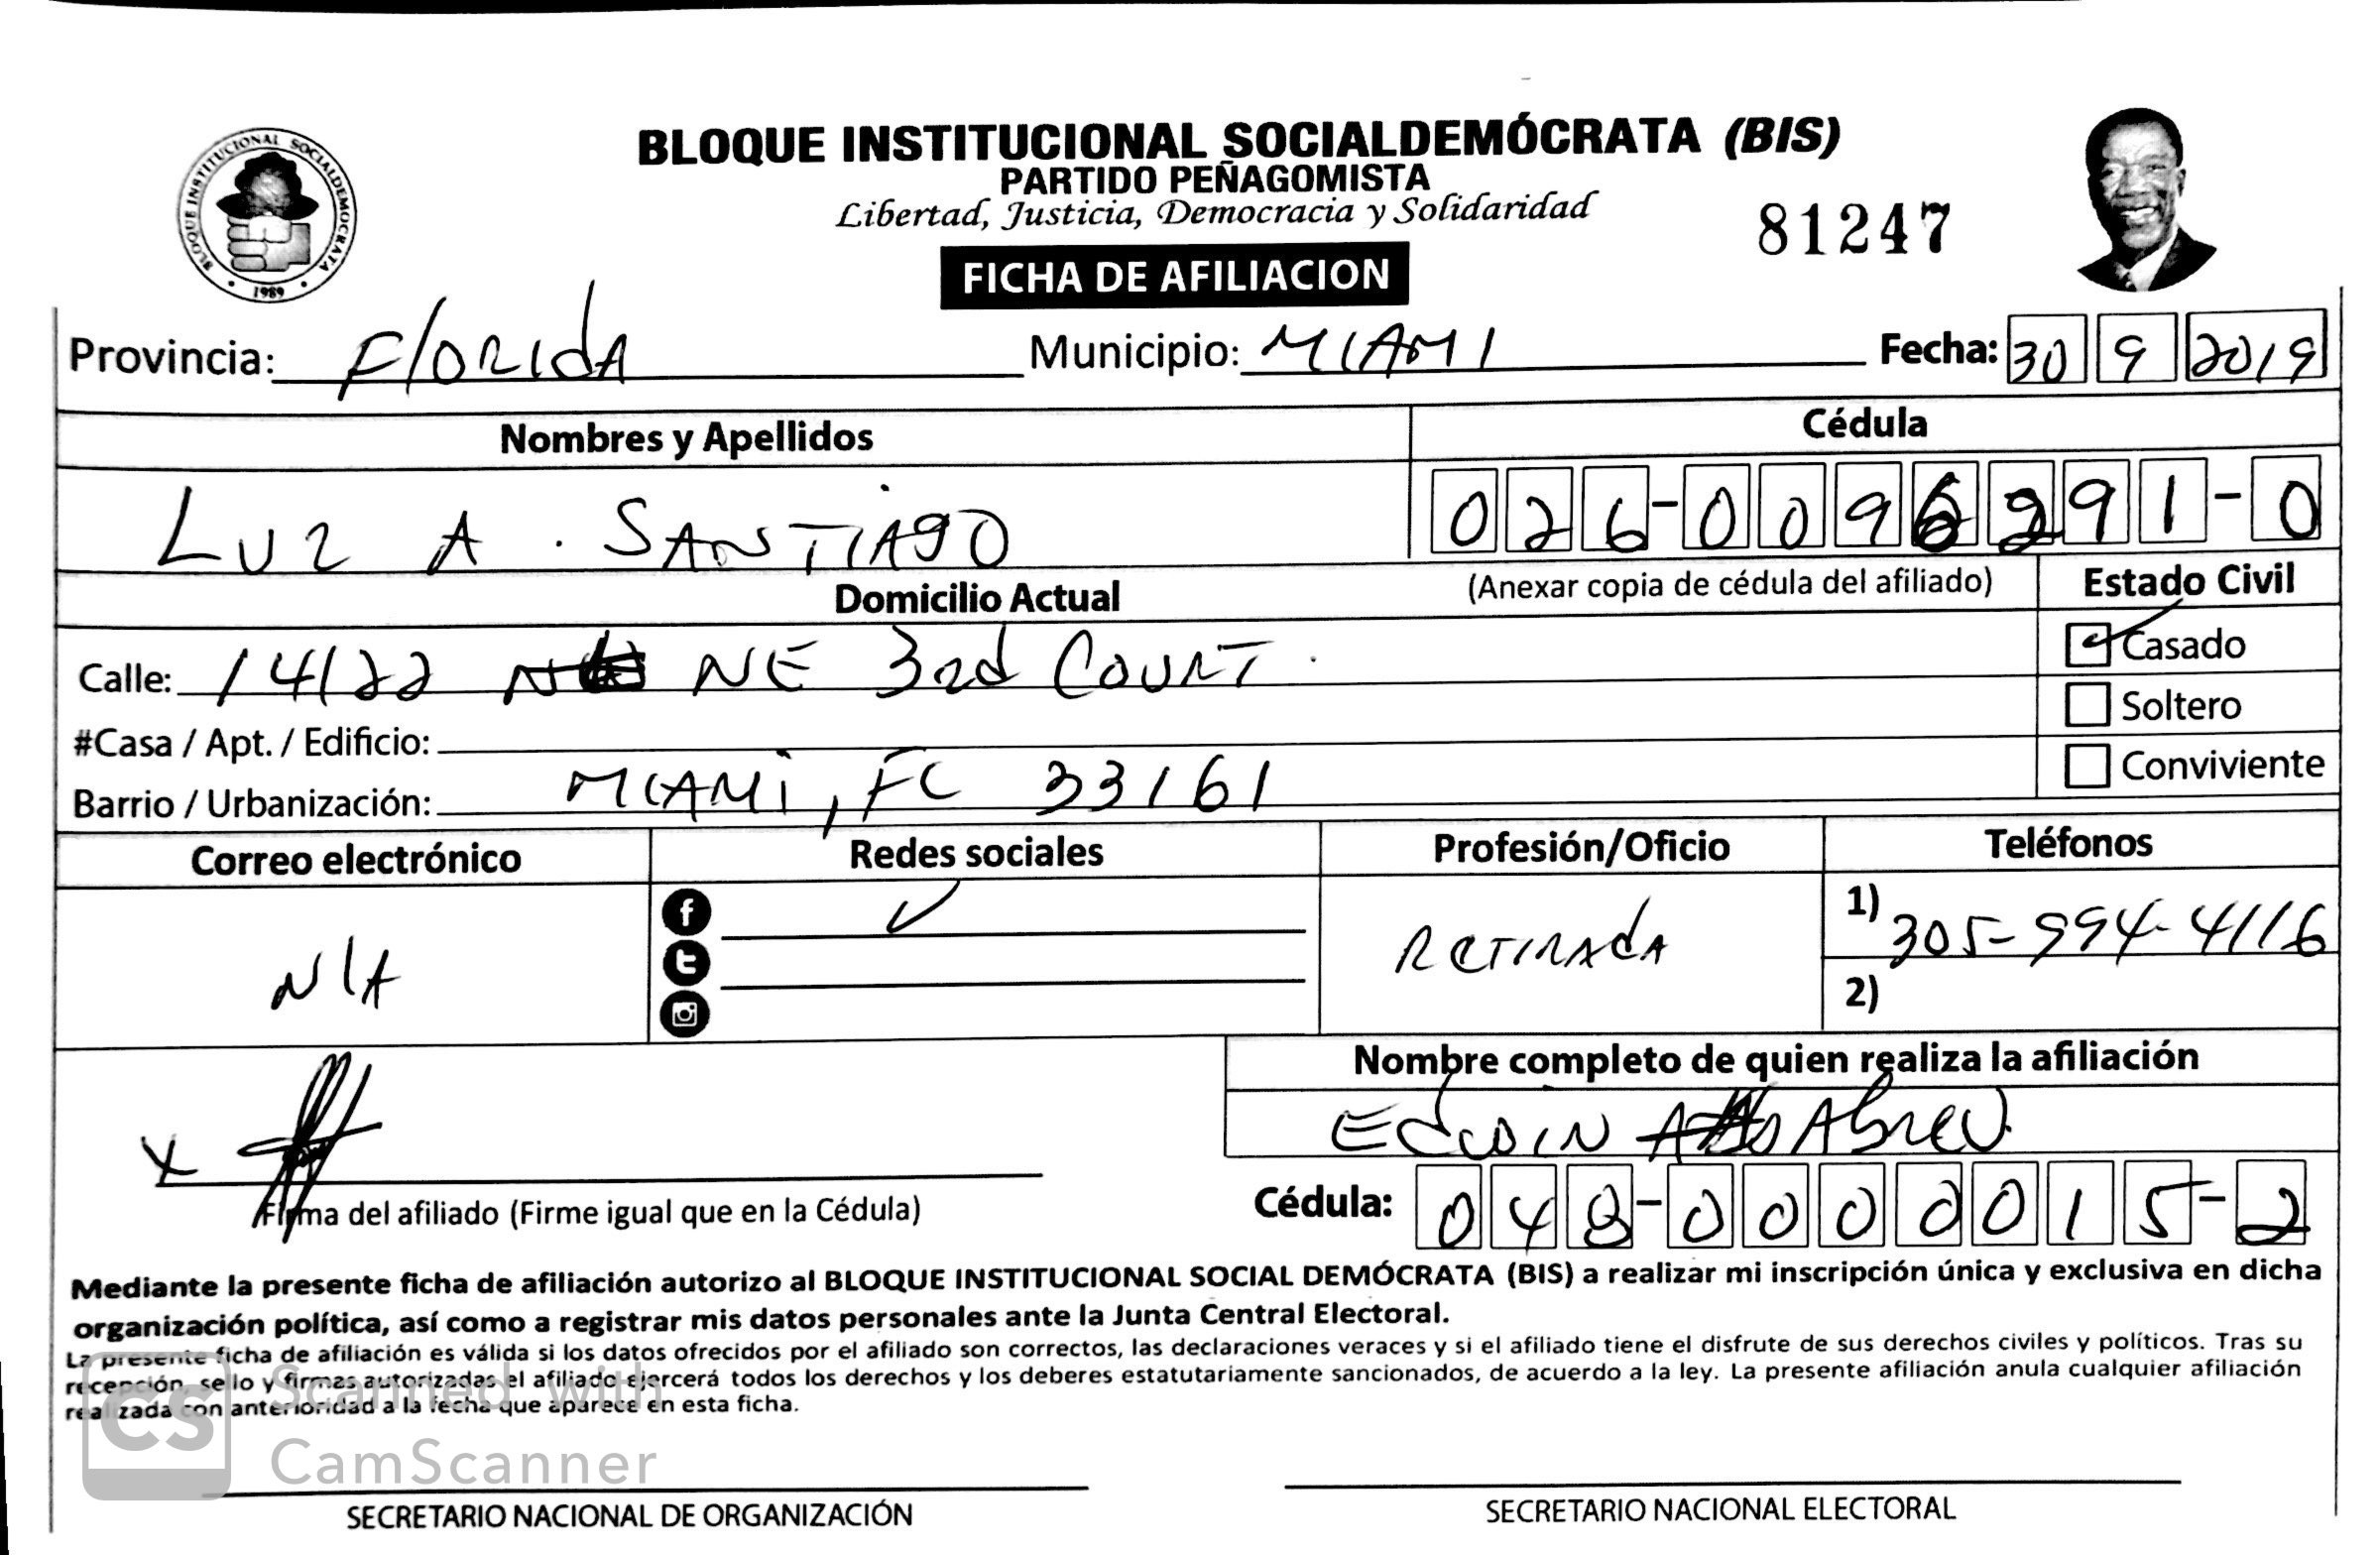 BLOQUE INSTITUCIONAL SOCIALDEMÓCRATA (BIS)
PARTIDO PEÑAGOMISTA
Libertad, Justicia, Democracia y Solidaridad
81247
BLOQUE INSTITUCIONAL SOCIALDEMOCRATA
1989
FICHA DE AFILIACION
Provincia: FloRIdA Municipio: MIAMI Fecha: 30 9 2019
Nombres y Apellidos Cédula
LUZ A. SANTIAGO 026-0096291-0
Domicilio Actual (Anexar copia de cédula del afiliado) Estado Civil
Calle: 14122 NE 3rd COURT. Casado
#Casa / Apt. / Edificio: Soltero
Barrio / Urbanización: MIAMI, FL 33161 Conviviente
Correo electrónico Redes sociales Profesión/Oficio Teléfonos
N/A RETIRAdA 1) 305-994-4116
2)
Nombre completo de quien realiza la afiliación
EdwIN Abreu
Firma del afiliado (Firme igual que en la Cédula) Cédula: 048-0000015-2
X
Mediante la presente ficha de afiliación autorizo al BLOQUE INSTITUCIONAL SOCIAL DEMÓCRATA (BIS) a realizar mi inscripción única y exclusiva en dicha
organización política, así como a registrar mis datos personales ante la Junta Central Electoral.
La presente ficha de afiliación es válida si los datos ofrecidos por el afiliado son correctos, las declaraciones veraces y si el afiliado tiene el disfrute de sus derechos civiles y políticos. Tras su
recepción, sello y firmas autorizadas el afiliado ejercerá todos los derechos y los deberes estatutariamente sancionados, de acuerdo a la ley. La presente afiliación anula cualquier afiliación
realizada con anterioridad a la fecha que aparece en esta ficha.
CS Scanned with
CamScanner
SECRETARIO NACIONAL DE ORGANIZACIÓN SECRETARIO NACIONAL ELECTORAL